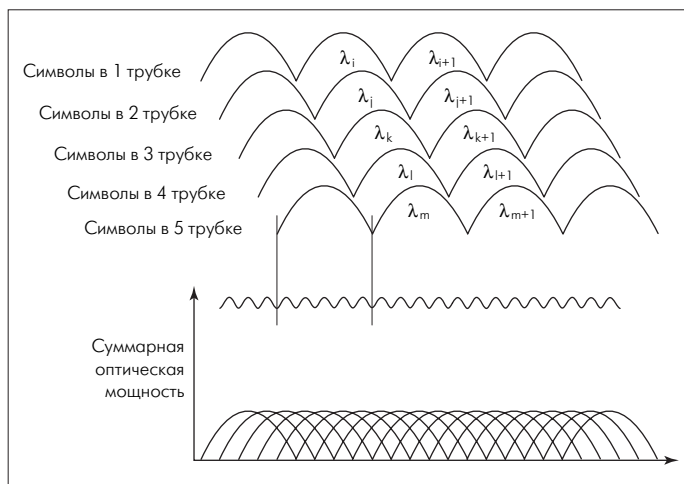 Символы в 1 трубке
λi λi+1
Символы в 2 трубке
λj λj+1
Символы в 3 трубке
λk λk+1
Символы в 4 трубке
λl λl+1
Символы в 5 трубке
λm λm+1
Суммарная
оптическая
мощность